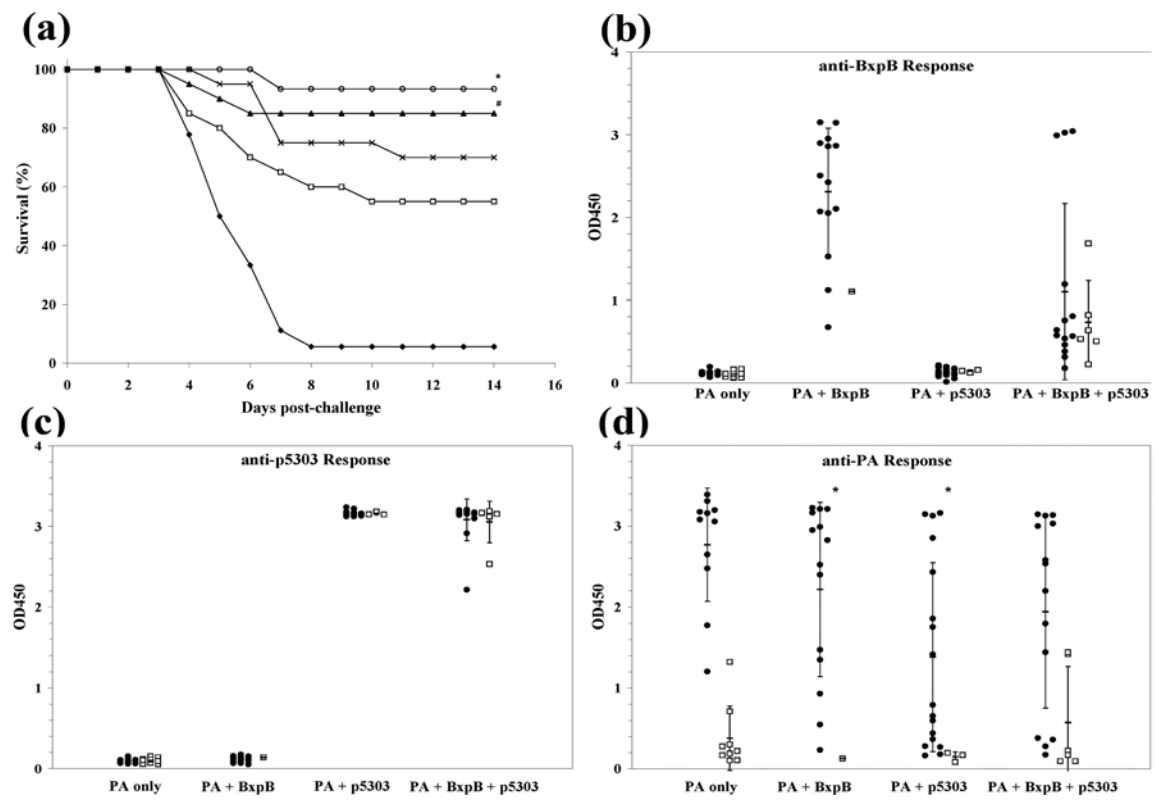 (a)
*
#
100
80
60
40
20
0
Survival (%)
0 2 4 6 8 10 12 14 16
Days post-challenge
(b)
anti-BxpB Response
4
3
2
1
0
OD450
PA only PA + BxpB PA + p5303 PA + BxpB + p5303
(c)
anti-p5303 Response
4
3
2
1
0
OD450
PA only PA + BxpB PA + p5303 PA + BxpB + p5303
(d)
anti-PA Response
* *
4
3
2
1
0
OD450
PA only PA + BxpB PA + p5303 PA + BxpB + p5303